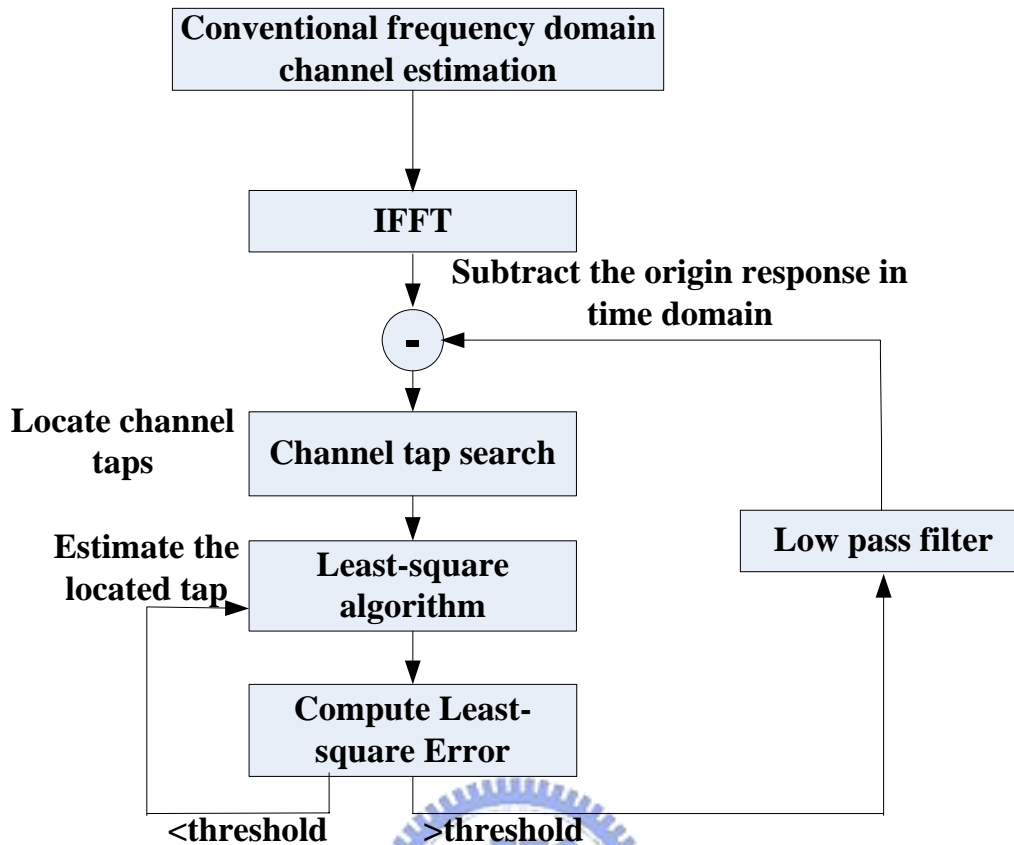 Conventional frequency domain
channel estimation
IFFT
Subtract the origin response in
time domain
-
Locate channel
taps
Channel tap search
Estimate the
located tap
Least-square
algorithm
Low pass filter
Compute Least-
square Error
<threshold
>threshold